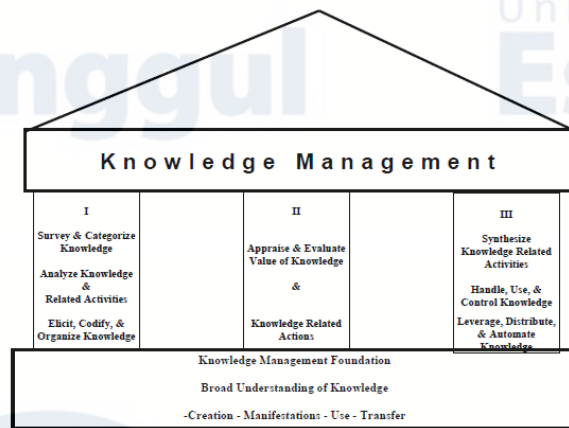 Uni
nggul
Es
Knowledge Management
I
Survey & Categorize
Knowledge
Analyze Knowledge
&
Related Activities
Elicit, Codify, &
Organize Knowledge
II
Appraise & Evaluate
Value of Knowledge
&
Knowledge Related
Actions
III
Synthesize
Knowledge Related
Activities
Handle, Use, &
Control Knowledge
Leverage, Distribute,
& Automate
Knowledge
Knowledge Management Foundation
Broad Understanding of Knowledge
-Creation - Manifestations - Use - Transfer